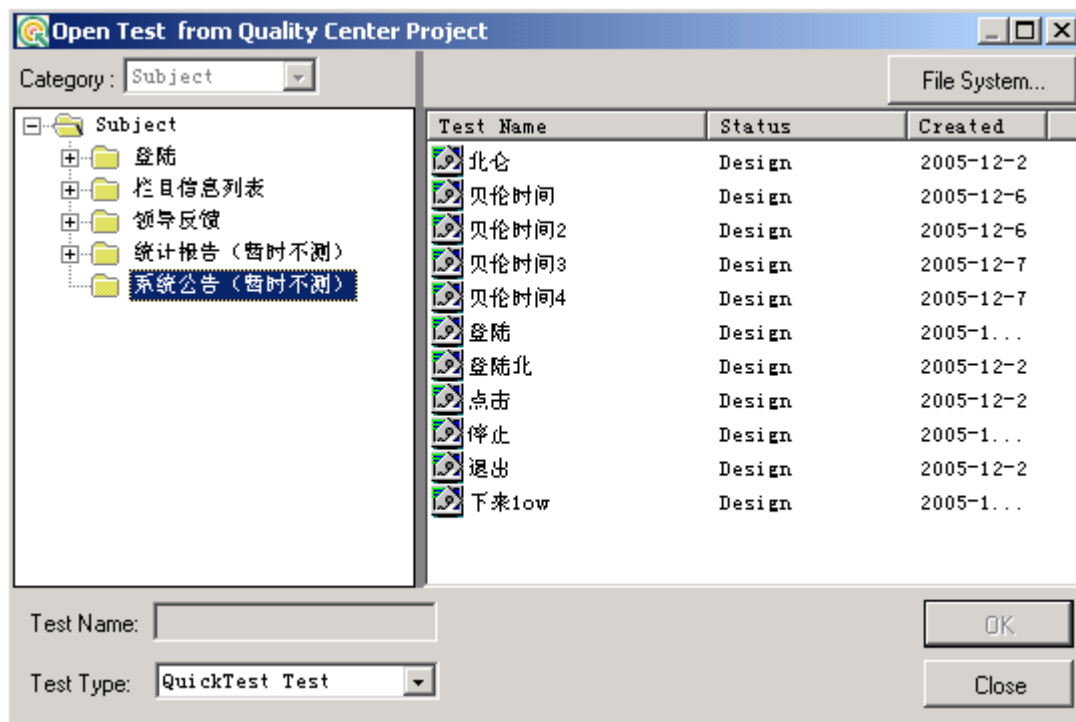 Open Test from Quality Center Project
Category : Subject
File System...
Subject
登陆
栏目信息列表
领导反馈
统计报告（暂时不测）
系统公告（暂时不测）
Test Name Status Created
北仑 Design 2005-12-2
贝伦时间 Design 2005-12-6
贝伦时间2 Design 2005-12-6
贝伦时间3 Design 2005-12-7
贝伦时间4 Design 2005-12-7
登陆 Design 2005-1...
登陆北 Design 2005-12-2
点击 Design 2005-12-2
停止 Design 2005-1...
退出 Design 2005-12-2
下来low Design 2005-1...
Test Name:
OK
Test Type: QuickTest Test
Close